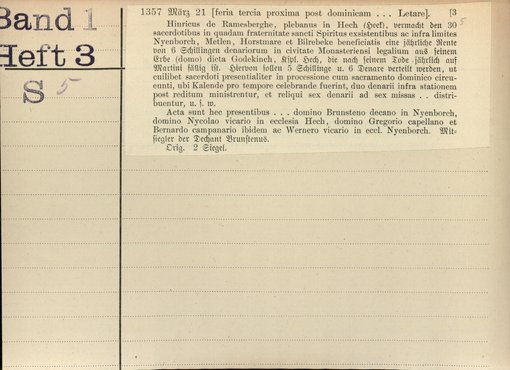 Band 1
Heft 3
S 5
1357 März 21 [feria tercia proxima post dominicam . . . Letare]. [3
Hinricus de Ramesberghe, plebanus in Hech (Heek), vermacht den 30
sacerdotibus in quadam fraternitate sancti Spiritus exsistentibus ac infra limites
Nyenborch, Metlen, Horstmare et Bilrebeke beneficiatis eine jährliche Rente
von 6 Schillingen denariorum in civitate Monasteriensi legalium aus seinem
Erbe (domo) dicta Godekinch, Kspl. Hech, die nach seinem Tode jährlich auf
Martini fällig ist. Hiervon sollen 5 Schillinge u. 6 Denare verteilt werden, ut
cuilibet sacerdoti presentialiter in processione cum sacramento dominico circu-
eunti, ubi Kalende pro tempore celebrande fuerint, duo denarii infra stationem
post reditum ministrentur, et reliqui sex denarii ad sex missas . . distri-
buentur, u. s. w.
Acta sunt hec presentibus . . . domino Brunsteno decano in Nyenborch,
domino Nycolao vicario in ecclesia Hech, domino Gregorio capellano et
Bernardo campanario ibidem ac Wernero vicario in eccl. Nyenborch. Mit-
siegler der Dechant Brunstenus.
Orig. 2 Siegel.